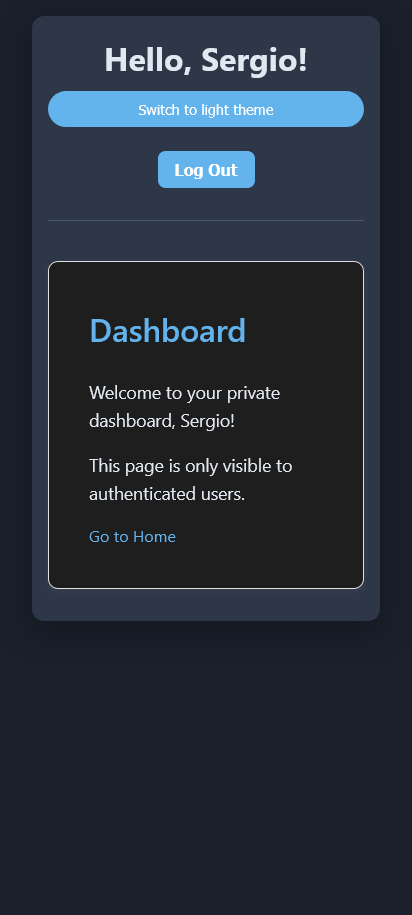 Hello, Sergio!
Switch to light theme
Log Out
Dashboard
Welcome to your private
dashboard, Sergio!
This page is only visible to
authenticated users.
Go to Home